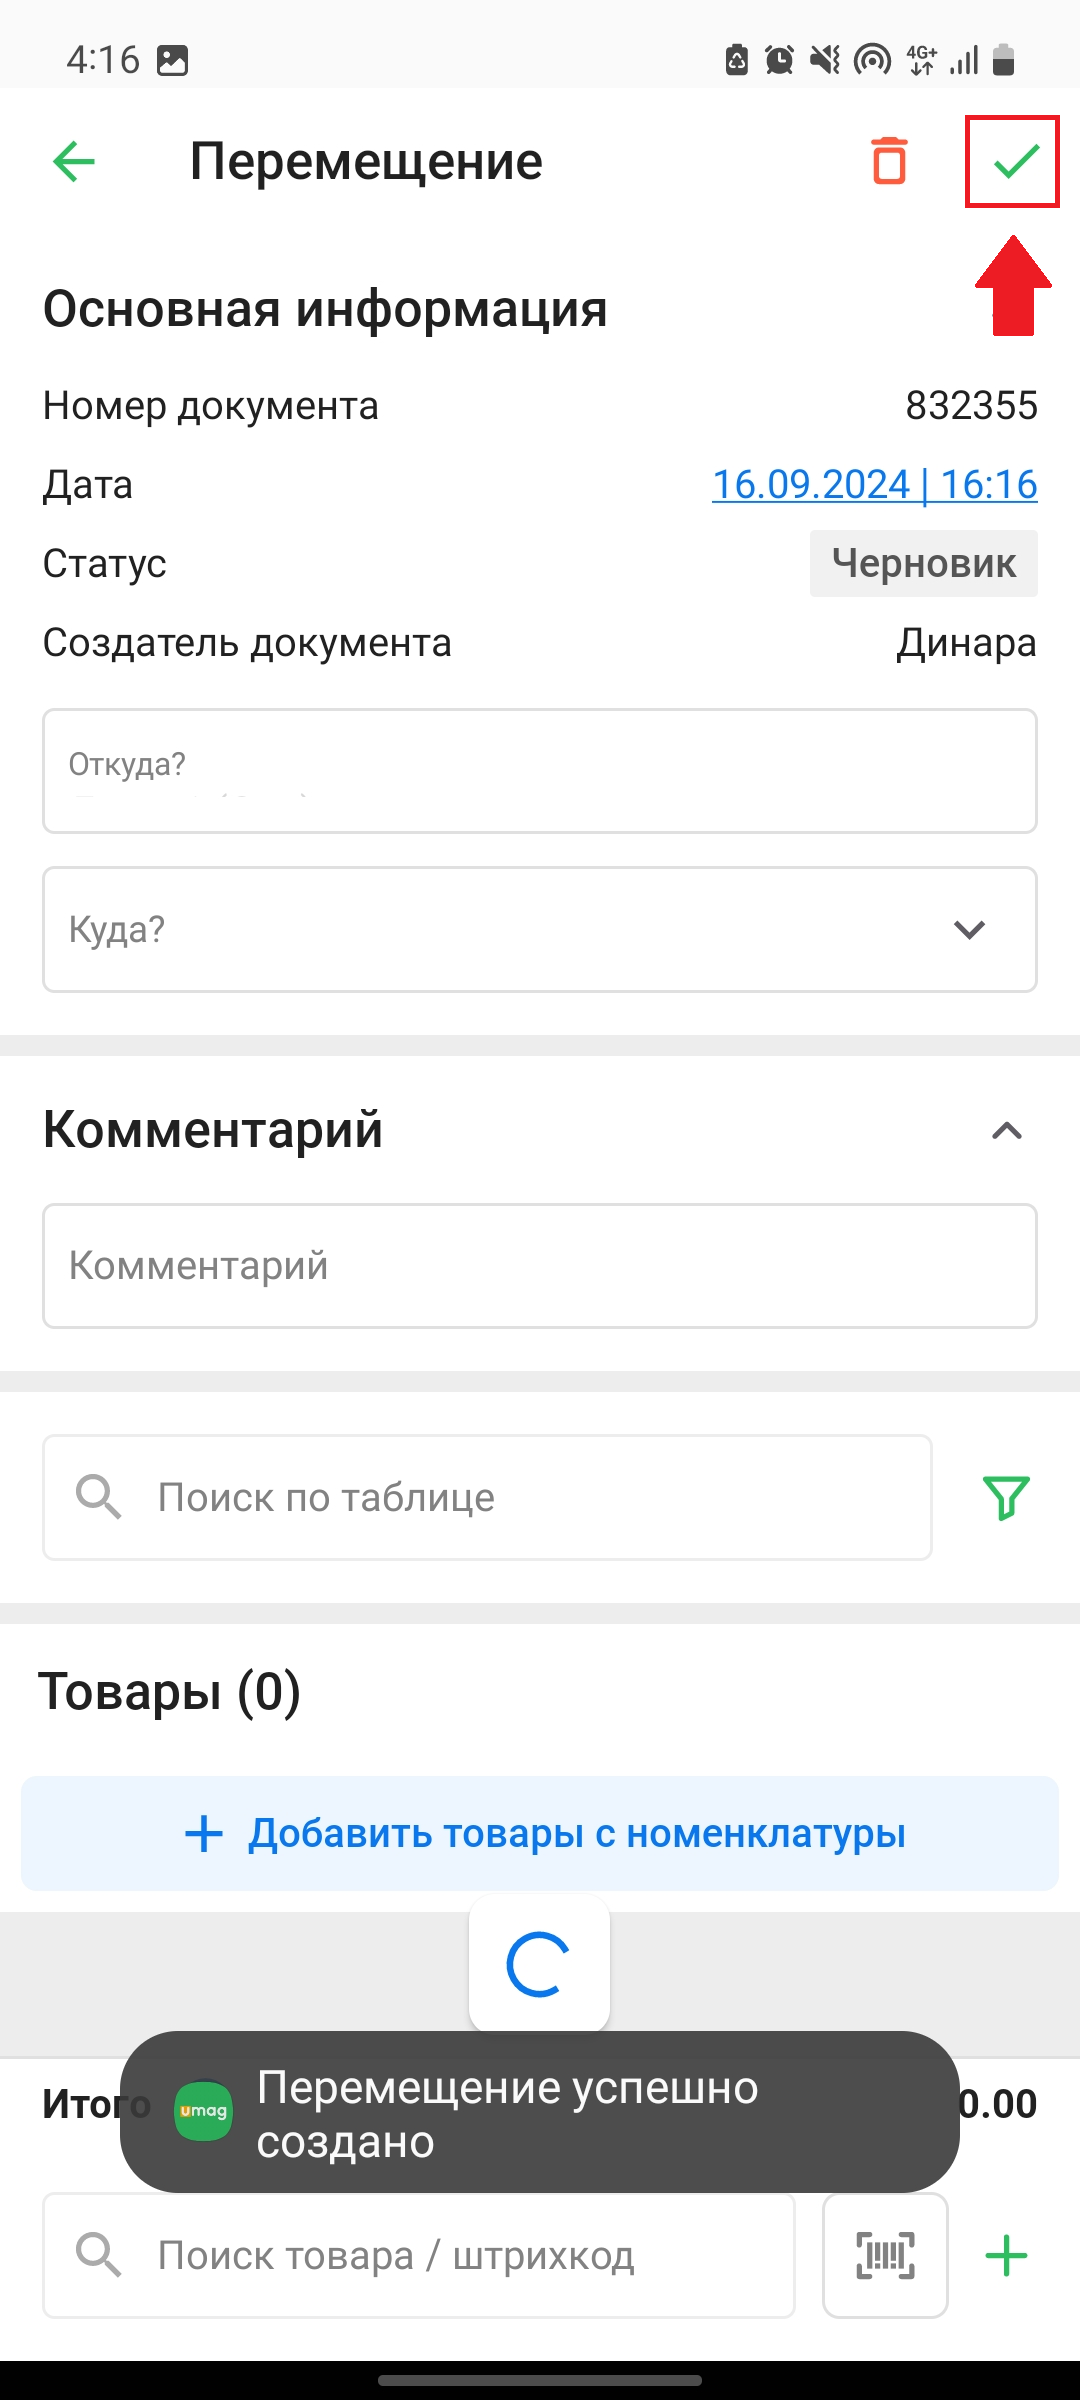 4:16
4G+
Перемещение
Основная информация
Номер документа 832355
Дата 16.09.2024 | 16:16
Статус Черновик
Создатель документа Динара
Откуда?
Куда?
Комментарий
Комментарий
Поиск по таблице
Товары (0)
Добавить товары с номенклатуры
Итого 0.00
umag
Перемещение успешно
создано
Поиск товара / штрихкод